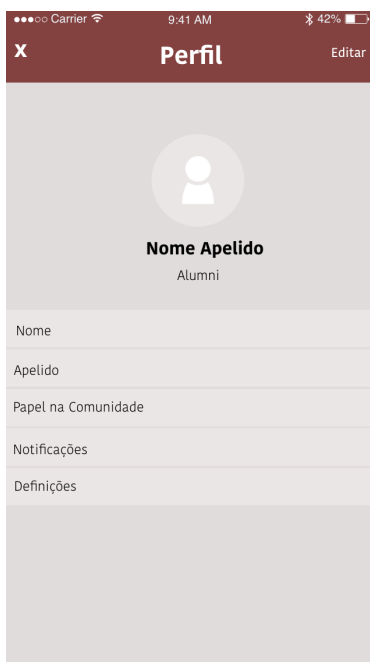 Carrier 9:41 AM 42%
X Perfil Editar
Nome Apelido
Alumni
Nome
Apelido
Papel na Comunidade
Notificações
Definições